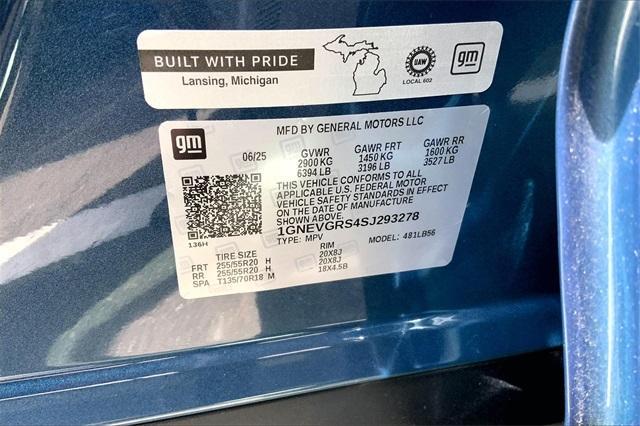 BUILT WITH PRIDE
Lansing, Michigan
UAW
LOCAL 602
gm
gm
MFD BY GENERAL MOTORS LLC
06/25 GVWR GAWR FRT GAWR RR
2900 KG 1450 KG 1600 KG
6394 LB 3196 LB 3527 LB
THIS VEHICLE CONFORMS TO ALL
APPLICABLE U.S. FEDERAL MOTOR
VEHICLE SAFETY STANDARDS IN EFFECT
ON THE DATE OF MANUFACTURE
SHOWN ABOVE.
1GNEVGRS4SJ293278
136H TYPE: MPV MODEL: 481LB56
TIRE SIZE RIM
FRT 255/55R20 H 20X8J
RR 255/55R20 H 20X8J
SPA T135/70R18 M 18X4.5B